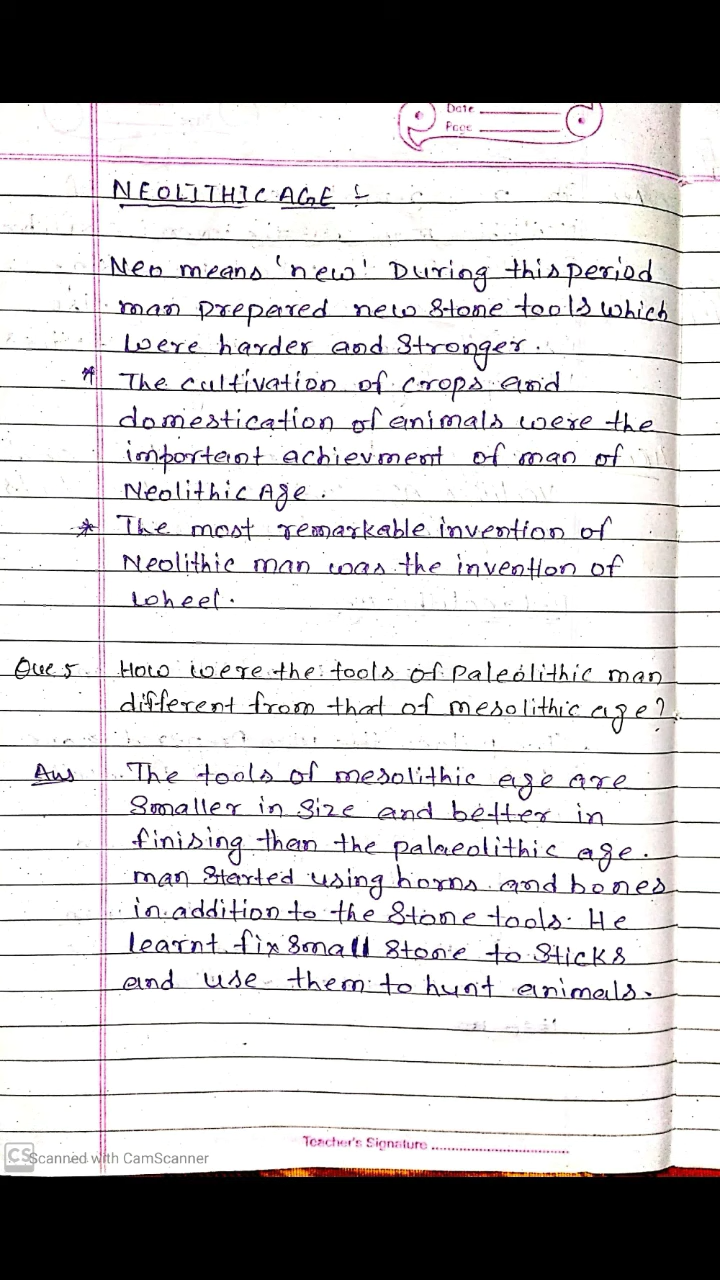 Date
Page
NEOLITHIC AGE :-
Neo means 'new' During this period
man prepared new stone tools which
were harder and stronger.
* The cultivation of crops and
domestication of animals were the
important achievment of man of
Neolithic Age.
* The most remarkable invention of
Neolithic man was the invention of
wheel.
Que 5. How were the tools of paleolithic man
different from that of mesolithic age?
Ans The tools of mesolithic age are
smaller in size and better in
finising than the palaeolithic age.
man started using horns and bones
in addition to the stone tools. He
learnt fix small stone to sticks
and use them to hunt animals.
Teacher's Signature
CS Scanned with CamScanner